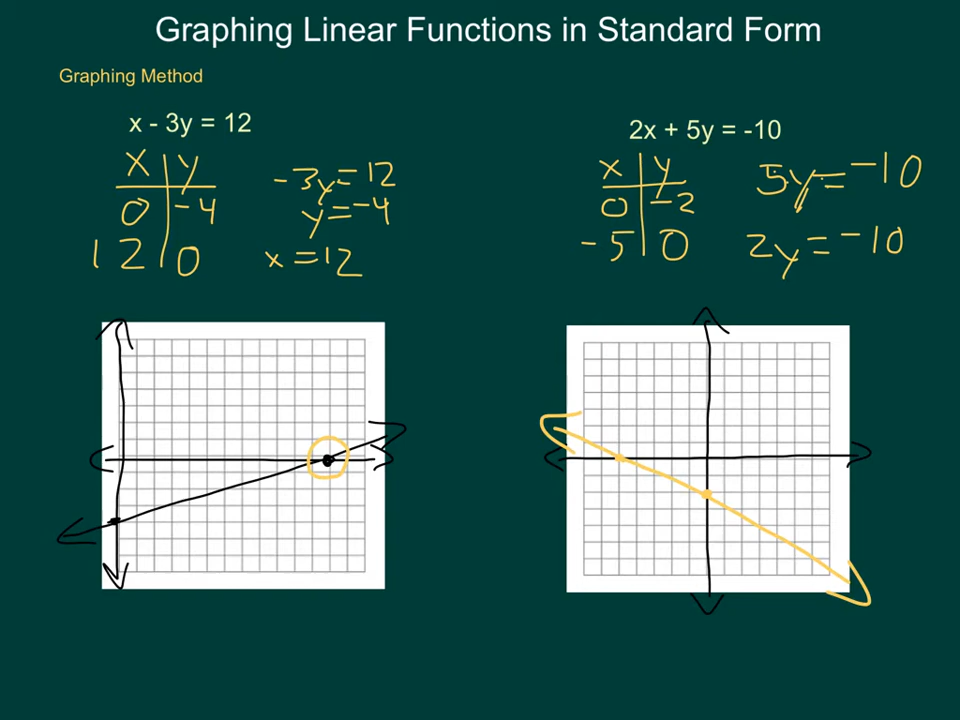 Graphing Linear Functions in Standard Form
Graphing Method
x - 3y = 12
x y
0 -4
12 0
-3y = 12
y = -4
x = 12
2x + 5y = -10
x y
0 -2
-5 0
5y = -10
2y = -10